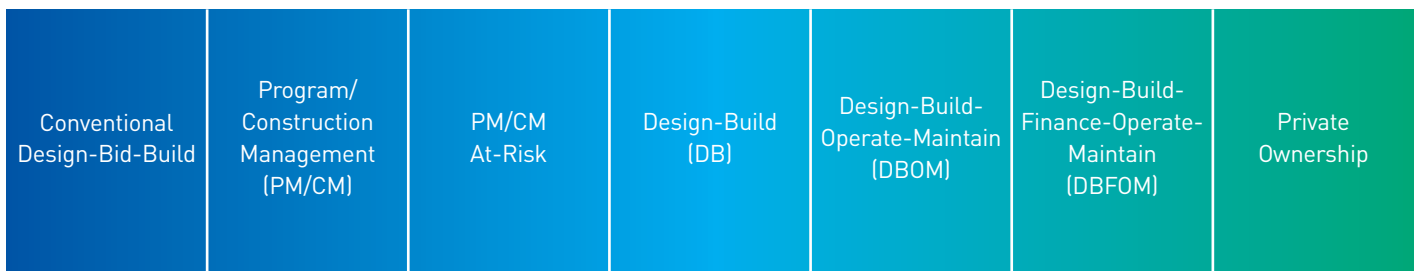 Conventional
Design-Bid-Build
Program/
Construction
Management
(PM/CM)
PM/CM
At-Risk
Design-Build
(DB)
Design-Build-
Operate-Maintain
(DBOM)
Design-Build-
Finance-Operate-
Maintain
(DBFOM)
Private
Ownership